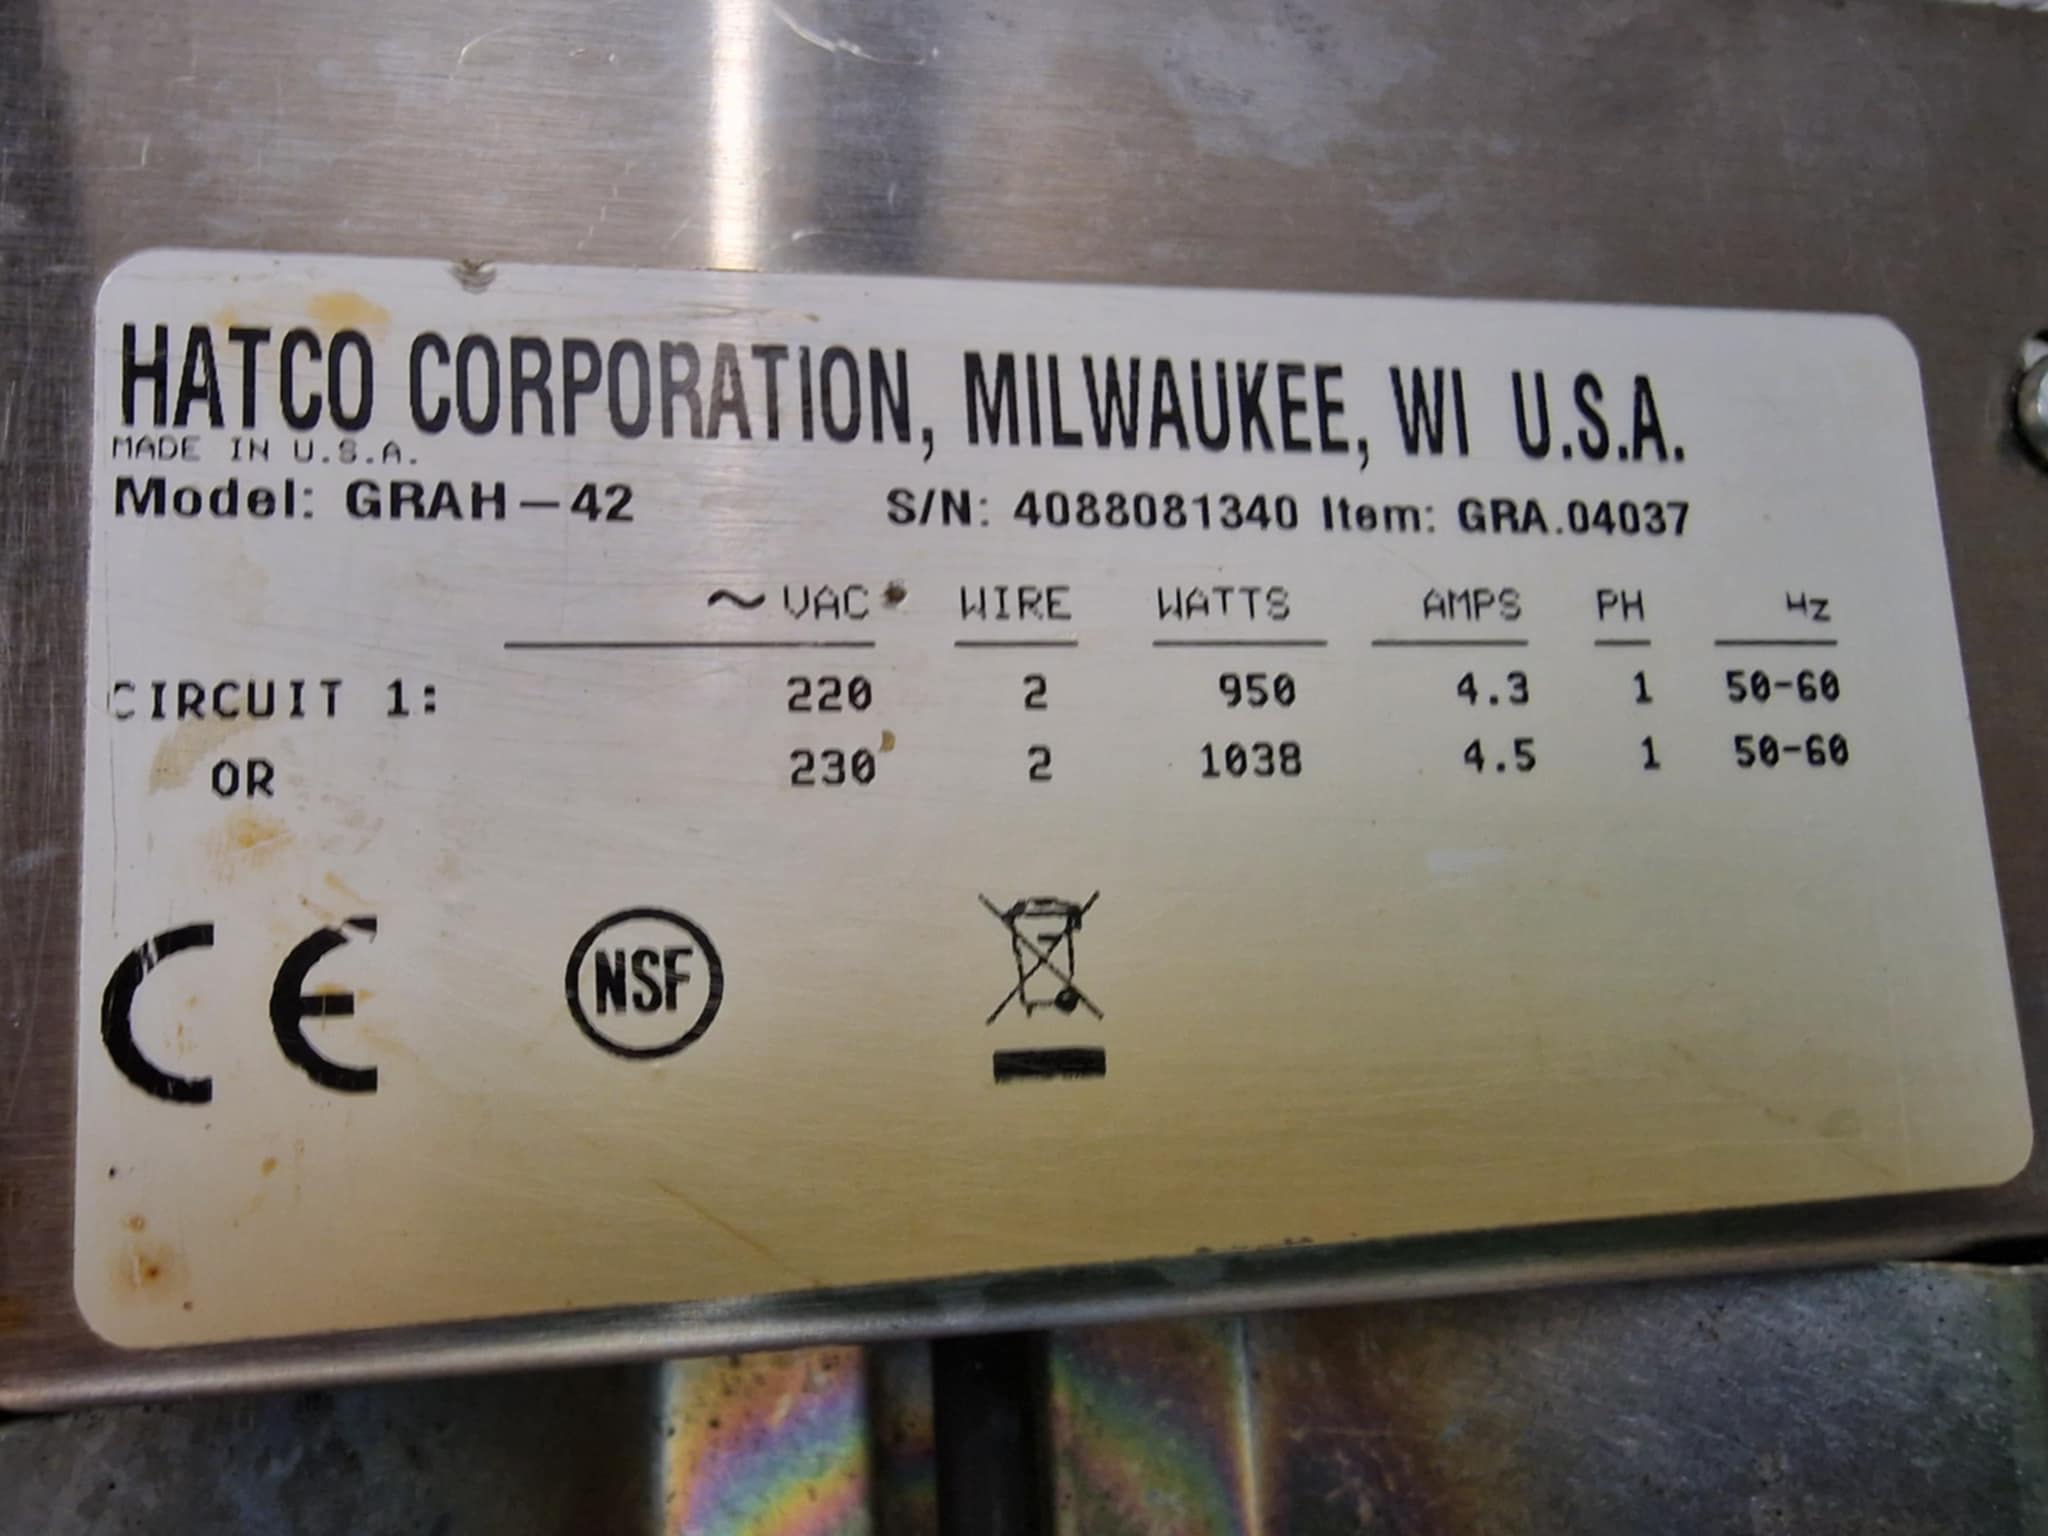 HATCO CORPORATION, MILWAUKEE, WI U.S.A.
MADE IN U.S.A.
Model: GRAH-42 S/N: 4088081340 Item: GRA.04037
~VAC WIRE WATTS AMPS PH Hz
CIRCUIT 1: 220 2 950 4.3 1 50-60
OR 230 2 1038 4.5 1 50-60
CE NSF